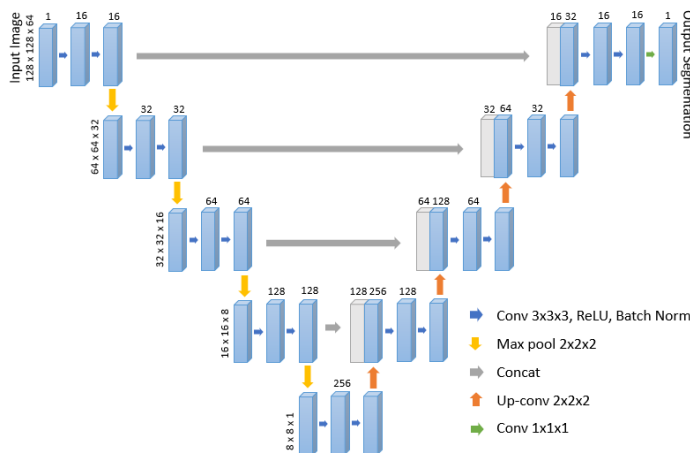 Input Image
128 x 128 x 64
1 16 16
16 32 16 16 1
Output Segmentation
64 x 64 x 32
32 32
32 64 32
32 x 32 x 16
64 64
64 128 64
16 x 16 x 8
128 128
128 256 128
8 x 8 x 1
256
Conv 3x3x3, ReLU, Batch Norm
Max pool 2x2x2
Concat
Up-conv 2x2x2
Conv 1x1x1